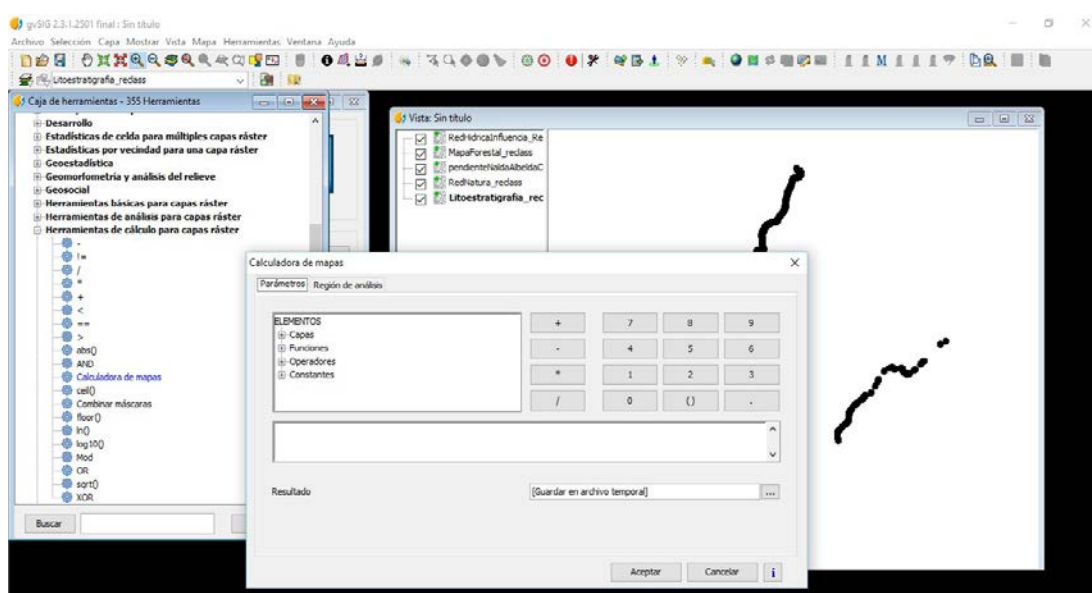 gvSIG 2.3.1.2501 final : Sin título
Archivo Selección Capa Mostrar Vista Mapa Herramientas Ventana Ayuda
Litoestratigrafia_reclass
Caja de herramientas - 355 Herramientas
Desarrollo
Estadísticas de celda para múltiples capas ráster
Estadísticas por vecindad para una capa ráster
Geoestadística
Geomorfometría y análisis del relieve
Geosocial
Herramientas básicas para capas ráster
Herramientas de análisis para capas ráster
Herramientas de cálculo para capas ráster
-
!=
/
*
+
<
==
>
abs()
AND
Calculadora de mapas
ceil()
Combinar máscaras
floor()
ln()
log10()
Mod
OR
sqrt()
XOR
Buscar
Vista: Sin título
RedHidricaInfluencia_Re
MapaForestal_reclass
pendienteNaldaAlbeldaC
RedNatura_reclass
Litoestratigrafia_rec
Calculadora de mapas
Parámetros Región de análisis
ELEMENTOS
Capas
Funciones
Operadores
Constantes
+ 7 8 9
- 4 5 6
* 1 2 3
/ 0 () .
Resultado [Guardar en archivo temporal] ...
Aceptar Cancelar i